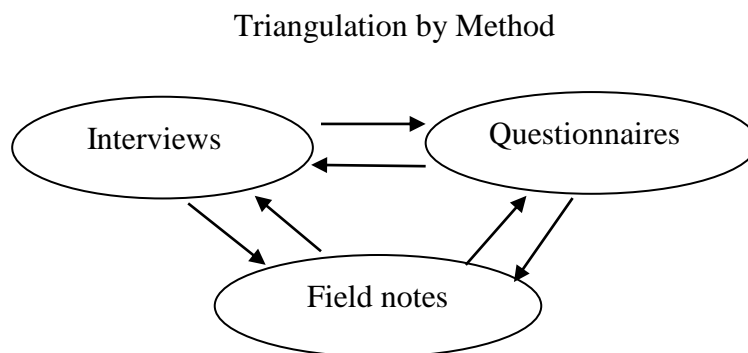 Triangulation by Method
Interviews
Questionnaires
Field notes